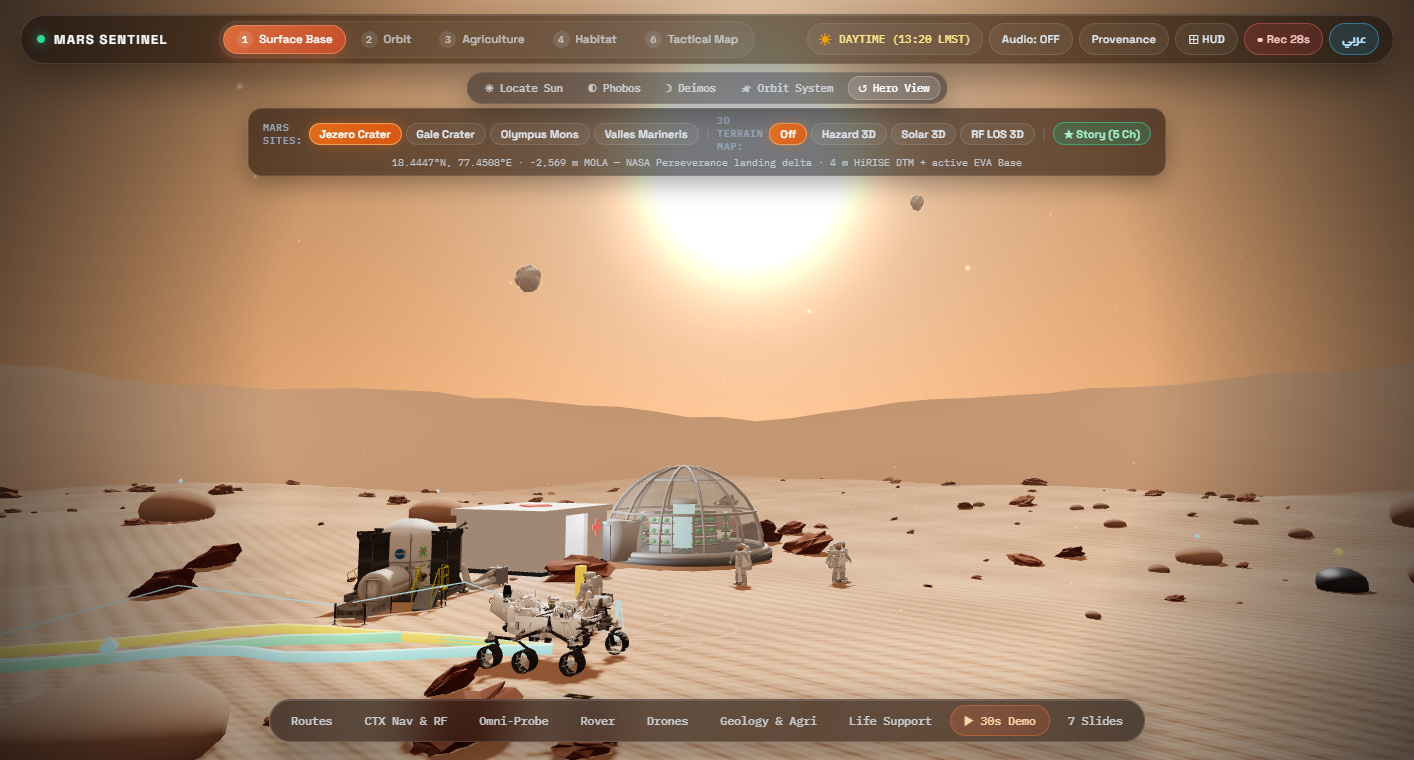 MARS SENTINEL
1 Surface Base
2 Orbit
3 Agriculture
4 Habitat
6 Tactical Map
DAYTIME (13:20 LMST)
Audio: OFF
Provenance
HUD
Rec 28s
عربي
Locate Sun
Phobos
Deimos
Orbit System
Hero View
MARS SITES:
Jezero Crater
Gale Crater
Olympus Mons
Valles Marineris
3D TERRAIN MAP:
Off
Hazard 3D
Solar 3D
RF LOS 3D
★ Story (5 Ch)
18.4447°N, 77.4508°E · -2,569 m MOLA — NASA Perseverance landing delta · 4 m HiRISE DTM + active EVA Base
Routes
CTX Nav & RF
Omni-Probe
Rover
Drones
Geology & Agri
Life Support
▶ 30s Demo
7 Slides